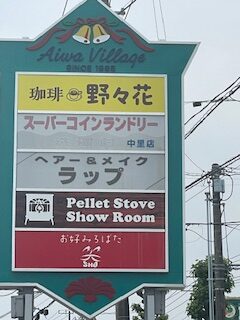 Aiwa Village
SINCE 1995
珈琲 野々花
スーパーコインランドリー
中里店
ヘアー&メイク
ラップ
Pellet Stove
Show Room
お好みろばた